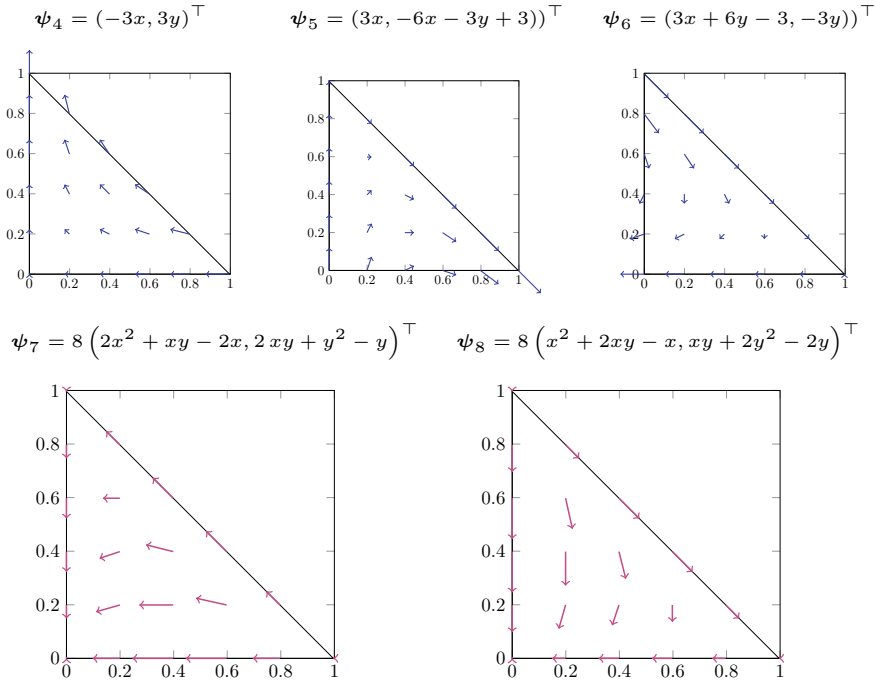 ψ₄ = (−3x, 3y)^⊤ ψ₅ = (3x, −6x − 3y + 3))^⊤ ψ₆ = (3x + 6y − 3, −3y))^⊤
1 1 1
0.8 0.8 0.8
0.6 0.6 0.6
0.4 0.4 0.4
0.2 0.2 0.2
0 0 0
0.2 0.4 0.6 0.8 1 0.2 0.4 0.6 0.8 1 0.2 0.4 0.6 0.8 1
ψ₇ = 8 (2x² + xy − 2x, 2 xy + y² − y)^⊤ ψ₈ = 8 (x² + 2xy − x, xy + 2y² − 2y)^⊤
1 1
0.8 0.8
0.6 0.6
0.4 0.4
0.2 0.2
0 0
0.2 0.4 0.6 0.8 1 0.2 0.4 0.6 0.8 1